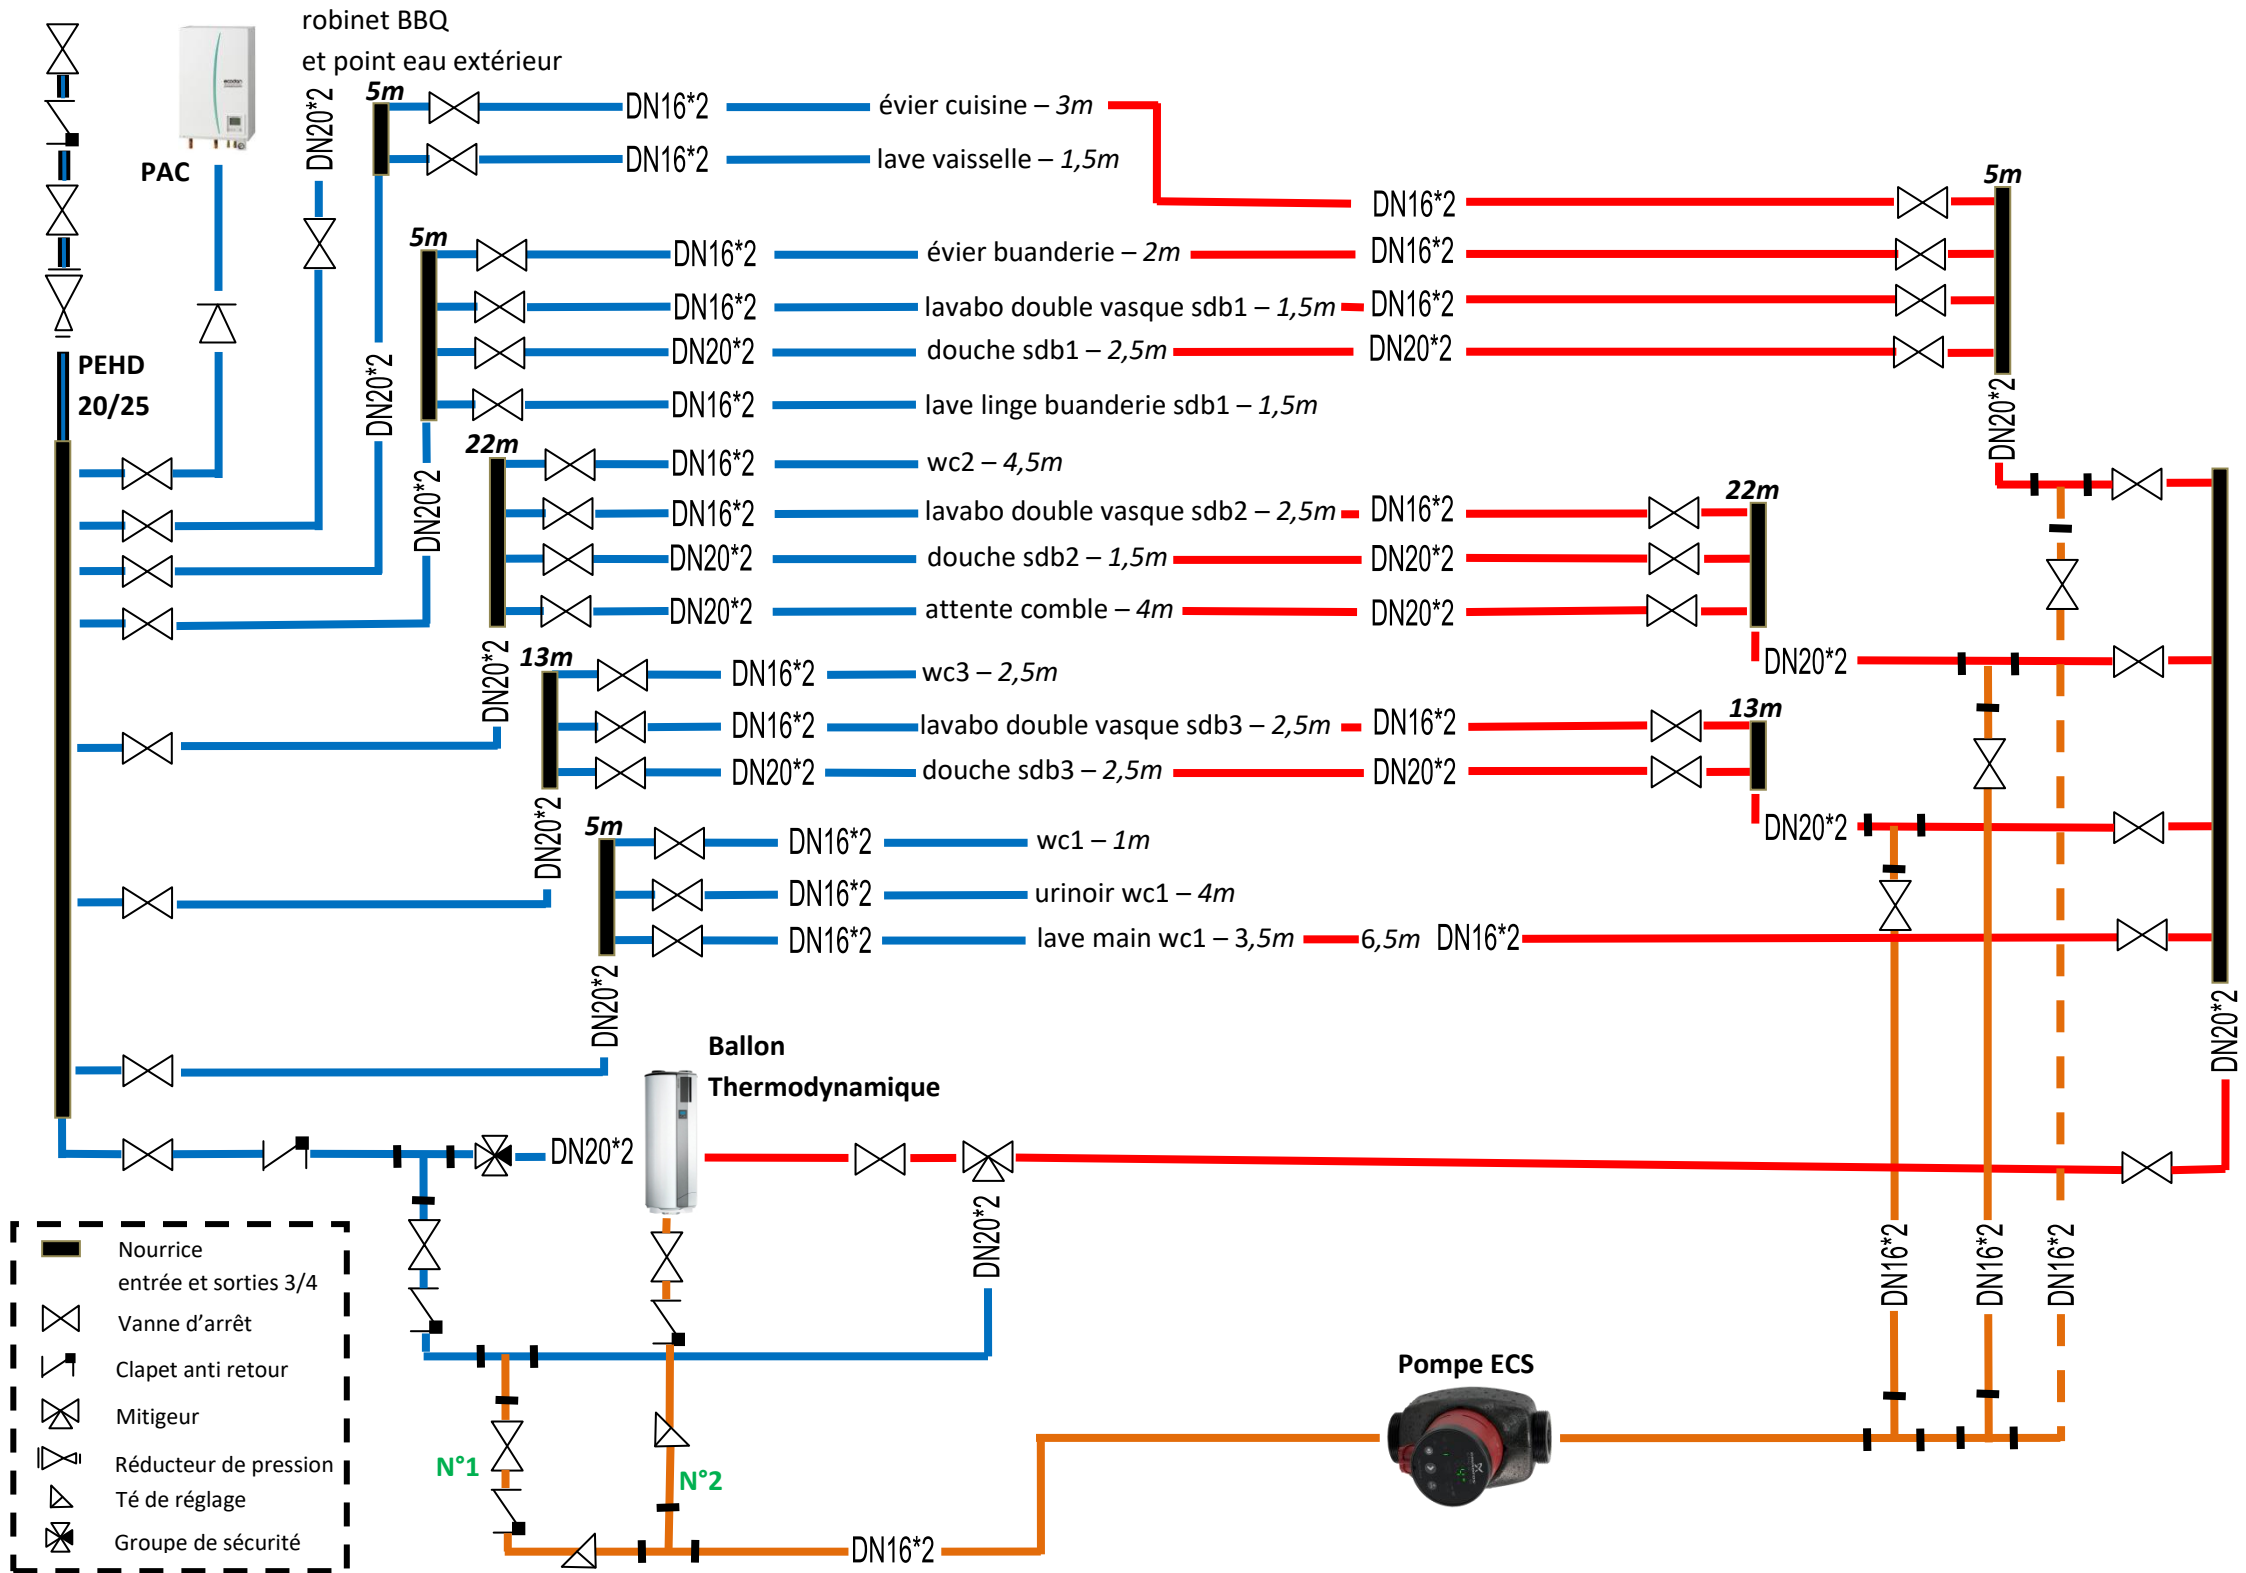 robinet BBQ
et point eau extérieur
PAC
DN20*2
5m
DN16*2 évier cuisine – 3m
DN16*2 lave vaisselle – 1,5m
DN16*2
5m
5m
DN16*2 évier buanderie – 2m DN16*2
DN16*2 lavabo double vasque sdb1 – 1,5m DN16*2
DN20*2 douche sdb1 – 2,5m DN20*2
DN16*2 lave linge buanderie sdb1 – 1,5m
PEHD
20/25
DN20*2
DN20*2
DN20*2
22m
DN16*2 wc2 – 4,5m
DN16*2 lavabo double vasque sdb2 – 2,5m DN16*2
22m
DN20*2 douche sdb2 – 1,5m DN20*2
DN20*2 attente comble – 4m DN20*2
DN20*2
DN20*2
13m
DN16*2 wc3 – 2,5m
DN16*2 lavabo double vasque sdb3 – 2,5m DN16*2
13m
DN20*2 douche sdb3 – 2,5m DN20*2
DN20*2
DN20*2
5m
DN16*2 wc1 – 1m
DN16*2 urinoir wc1 – 4m
DN16*2 lave main wc1 – 3,5m 6,5m DN16*2
DN20*2
DN20*2
Ballon
Thermodynamique
DN20*2
DN20*2
DN16*2
DN16*2
DN16*2
Pompe ECS
N°1
N°2
DN16*2
Nourrice
entrée et sorties 3/4
Vanne d'arrêt
Clapet anti retour
Mitigeur
Réducteur de pression
Té de réglage
Groupe de sécurité